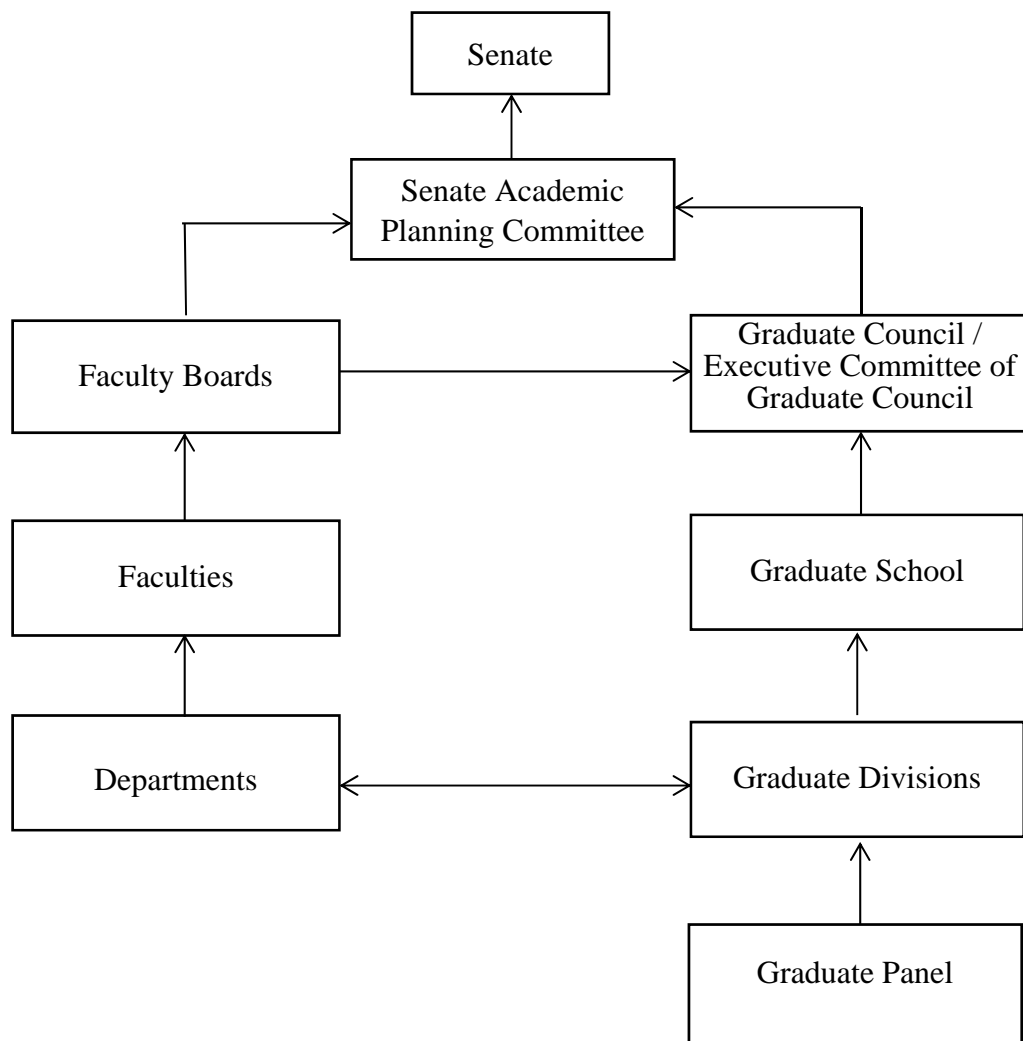 Senate
Senate Academic
Planning Committee
Faculty Boards
Graduate Council /
Executive Committee of
Graduate Council
Faculties
Graduate School
Departments
Graduate Divisions
Graduate Panel